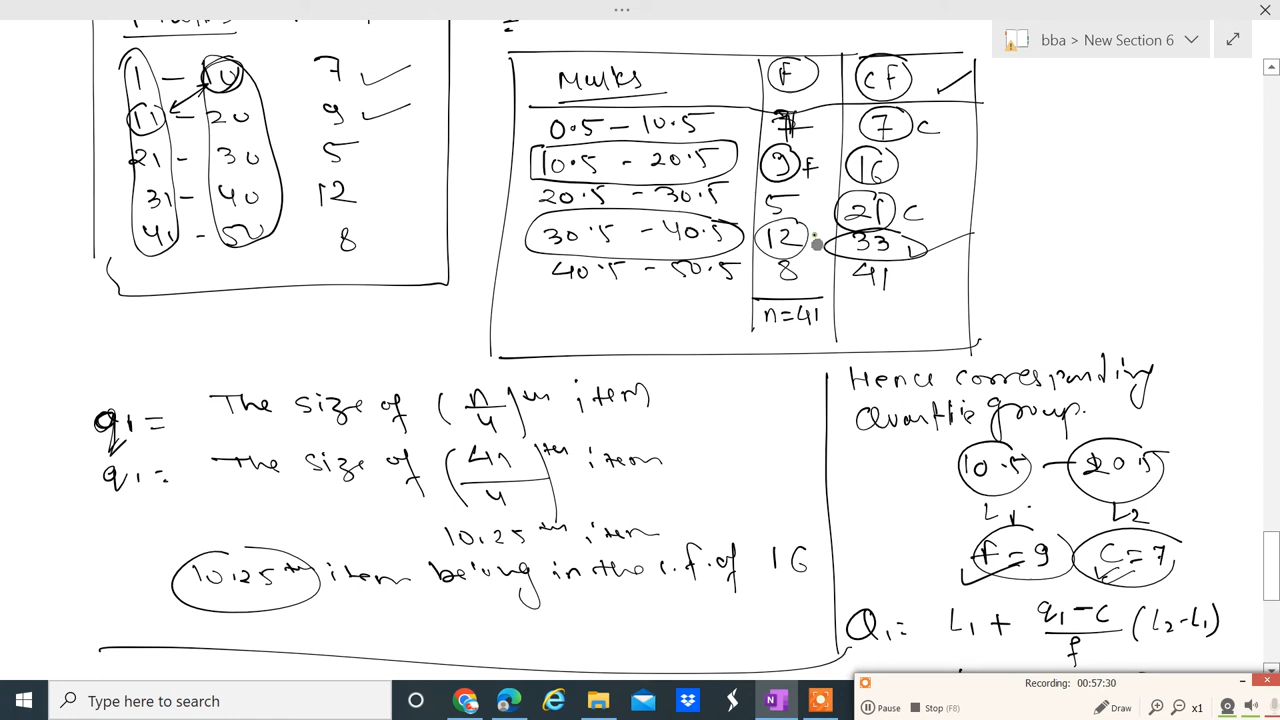 bba > New Section 6
1 - 10 7
11 - 20 9
21 - 30 5
31 - 40 12
41 - 50 8
Marks F CF
0.5 - 10.5 7 7 C
10.5 - 20.5 9 F 16
20.5 - 30.5 5 21 C
30.5 - 40.5 12 33
40.5 - 50.5 8 41
n=41
q1 = The size of (n/4)th item
q1 = The size of (41/4)th item
10.25th item
10.25th item belong in the c.f. of 16
Hence corresponding
Quartile group.
10.5 - 20.5
L1 L2
F = 9 C = 7
Q1 = L1 + (q1 - C)/f (L2 - L1)
Recording: 00:57:30
Pause Stop (F8) Draw x1
Type here to search